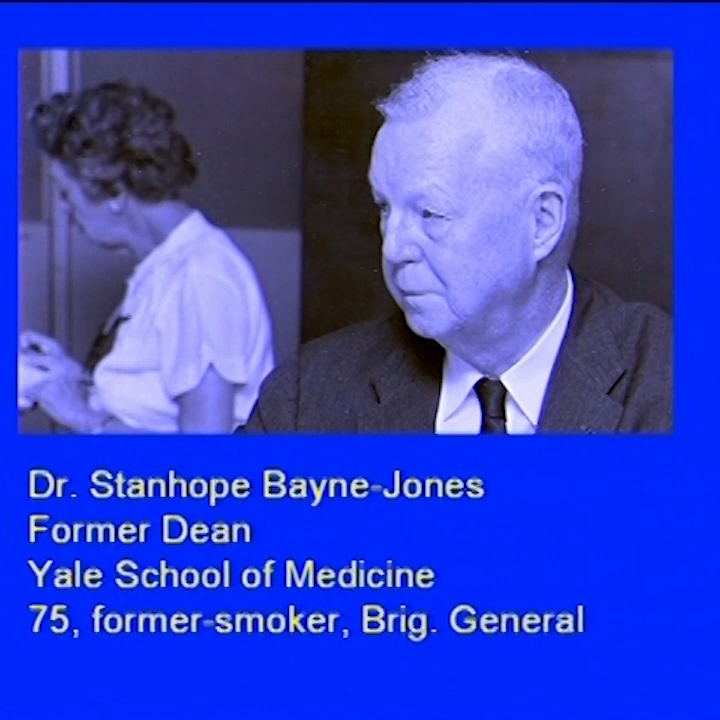 Dr. Stanhope Bayne-Jones
Former Dean
Yale School of Medicine
75, former-smoker, Brig. General